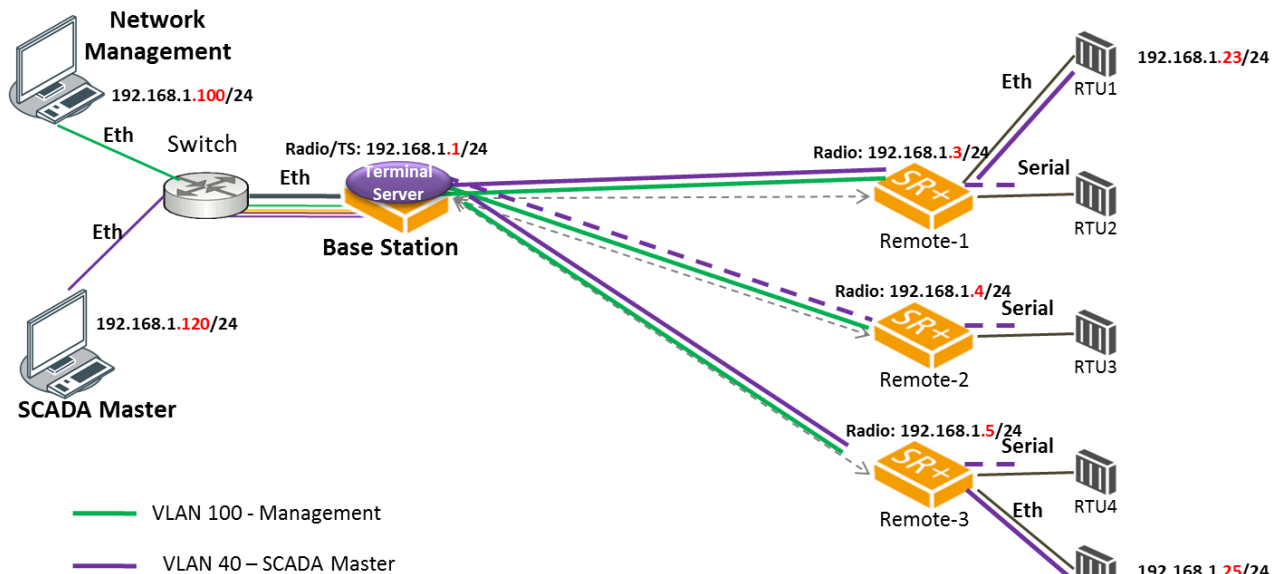 Network
Management
192.168.1.100/24
Eth
Switch
Eth
Radio/TS: 192.168.1.1/24
Terminal
Server
Base Station
Eth
192.168.1.120/24
SCADA Master
Radio: 192.168.1.3/24
SR+
Remote-1
Eth
192.168.1.23/24
RTU1
Serial
RTU2
Radio: 192.168.1.4/24
SR+
Remote-2
Serial
RTU3
Radio: 192.168.1.5/24
SR+
Remote-3
Serial
RTU4
Eth
192.168.1.25/24
VLAN 100 - Management
VLAN 40 – SCADA Master